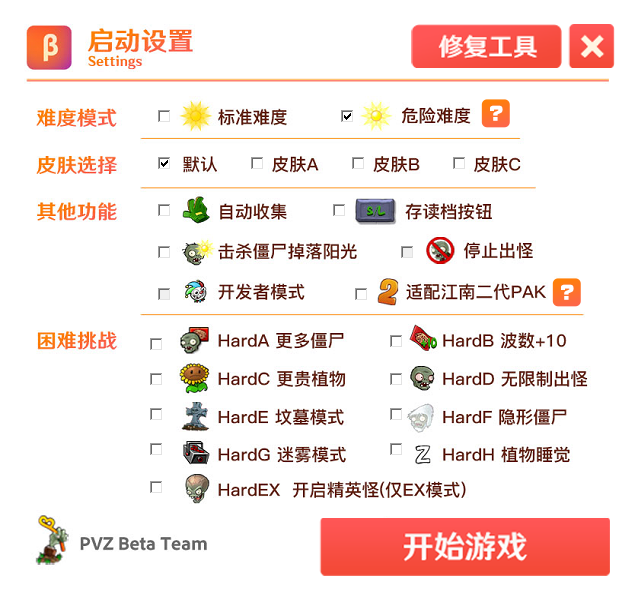 β 启动设置 修复工具 ×
Settings
难度模式 标准难度 危险难度 ?
皮肤选择 默认 皮肤A 皮肤B 皮肤C
其他功能 自动收集 S/L 存读档按钮
击杀僵尸掉落阳光 停止出怪
开发者模式 2 适配江南二代PAK ?
困难挑战 HardA 更多僵尸 HardB 波数+10
HardC 更贵植物 HardD 无限制出怪
HardE 坟墓模式 HardF 隐形僵尸
HardG 迷雾模式 Z HardH 植物睡觉
HardEX 开启精英怪(仅EX模式)
PVZ Beta Team 开始游戏